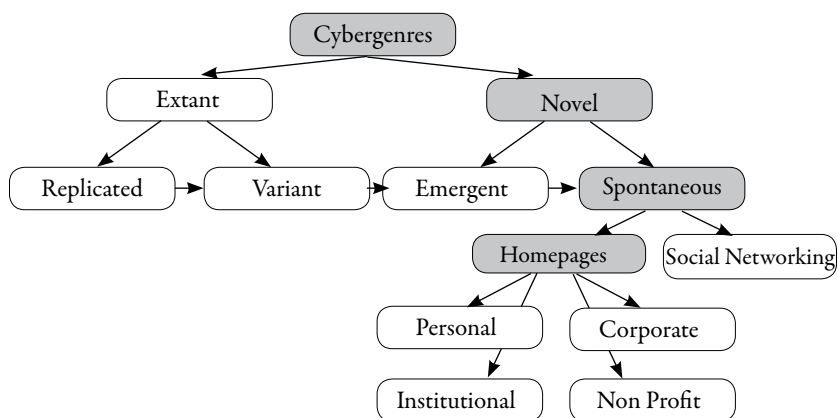 Cybergenres
Extant
Novel
Replicated
Variant
Emergent
Spontaneous
Homepages
Social Networking
Personal
Corporate
Institutional
Non Profit